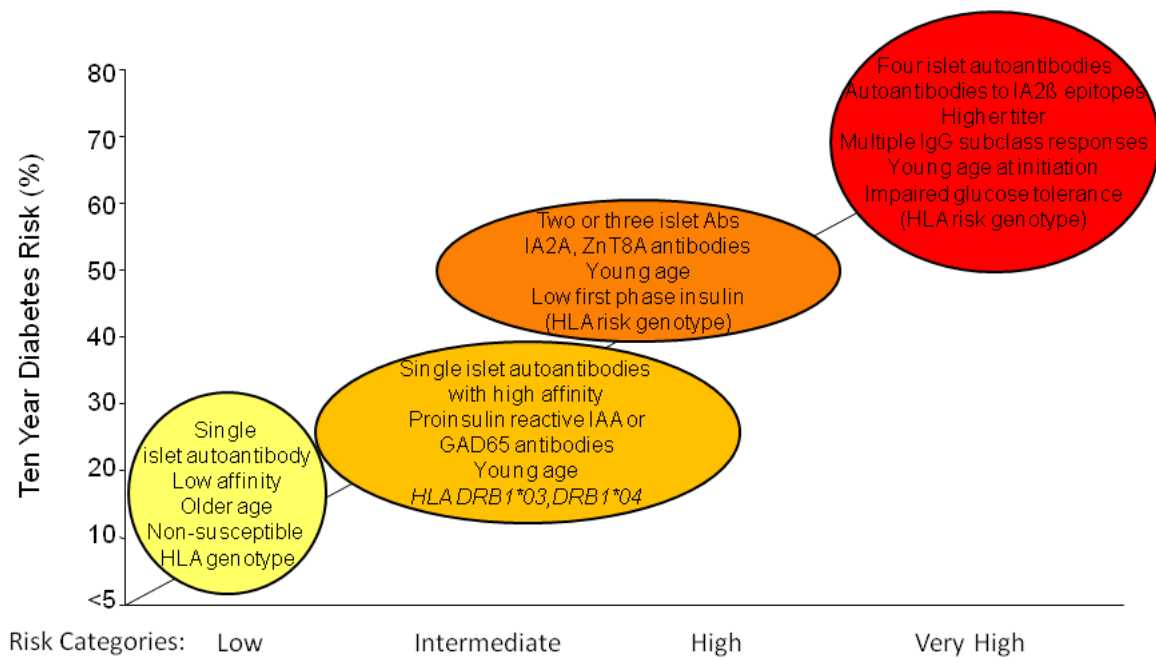 Ten Year Diabetes Risk (%)
80
70
60
50
40
30
20
10
<5
Four islet autoantibodies
Autoantibodies to IA2ß epitopes
Higher titer
Multiple IgG subclass responses
Young age at initiation
Impaired glucose tolerance
(HLA risk genotype)
Two or three islet Abs
IA2A, ZnT8A antibodies
Young age
Low first phase insulin
(HLA risk genotype)
Single islet autoantibodies
with high affinity
Proinsulin reactive IAA or
GAD65 antibodies
Young age
HLA DRB1*03,DRB1*04
Single
islet autoantibody
Low affinity
Older age
Non-susceptible
HLA genotype
Risk Categories: Low Intermediate High Very High